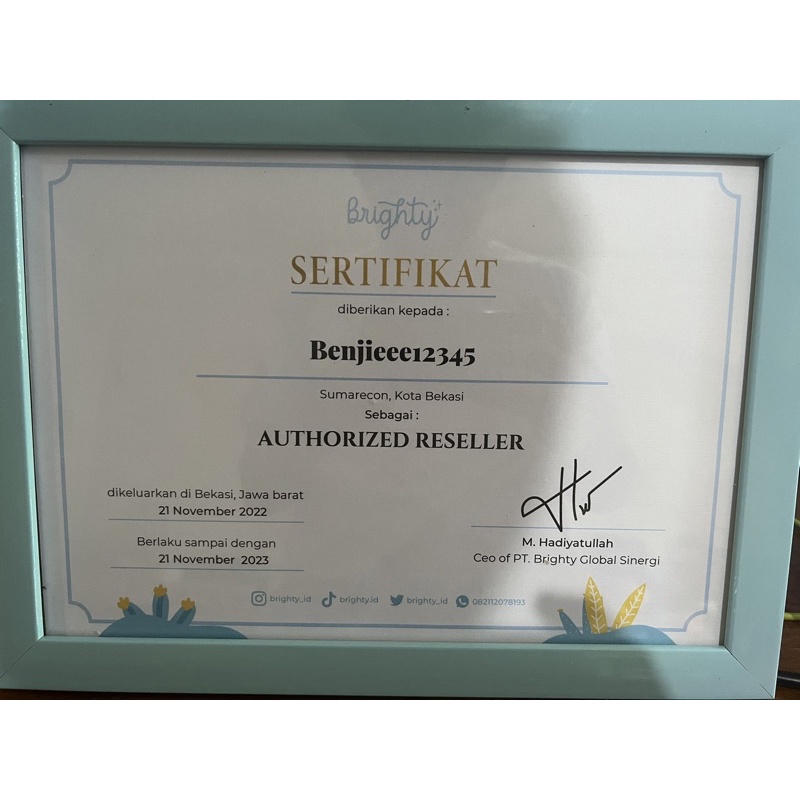 Brighty
SERTIFIKAT
diberikan kepada :
Benjieee12345
Sumarecon, Kota Bekasi
Sebagai :
AUTHORIZED RESELLER
dikeluarkan di Bekasi, Jawa barat
21 November 2022
Berlaku sampai dengan
21 November 2023
M. Hadiyatullah
Ceo of PT. Brighty Global Sinergi
brighty_id brighty.id brighty_id 082112078193